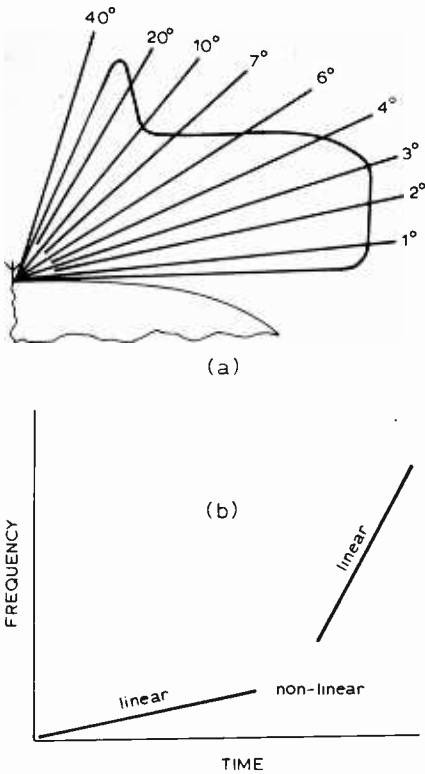 40°
20°
10°
7°
6°
4°
3°
2°
1°
(a)
(b)
FREQUENCY
linear
linear
non-linear
TIME